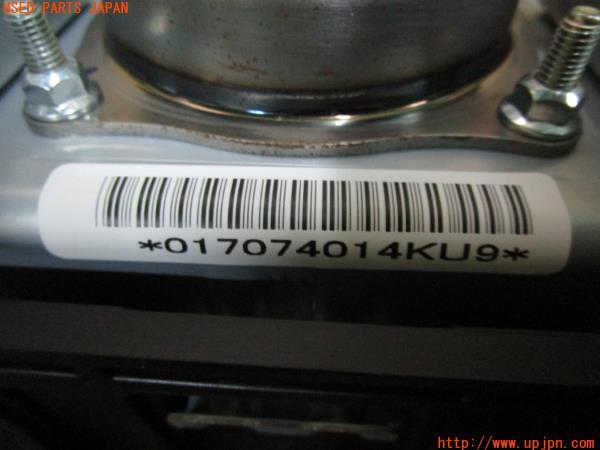 USED PARTS JAPAN
*017074014KU9*
http://www.upjpn.com/